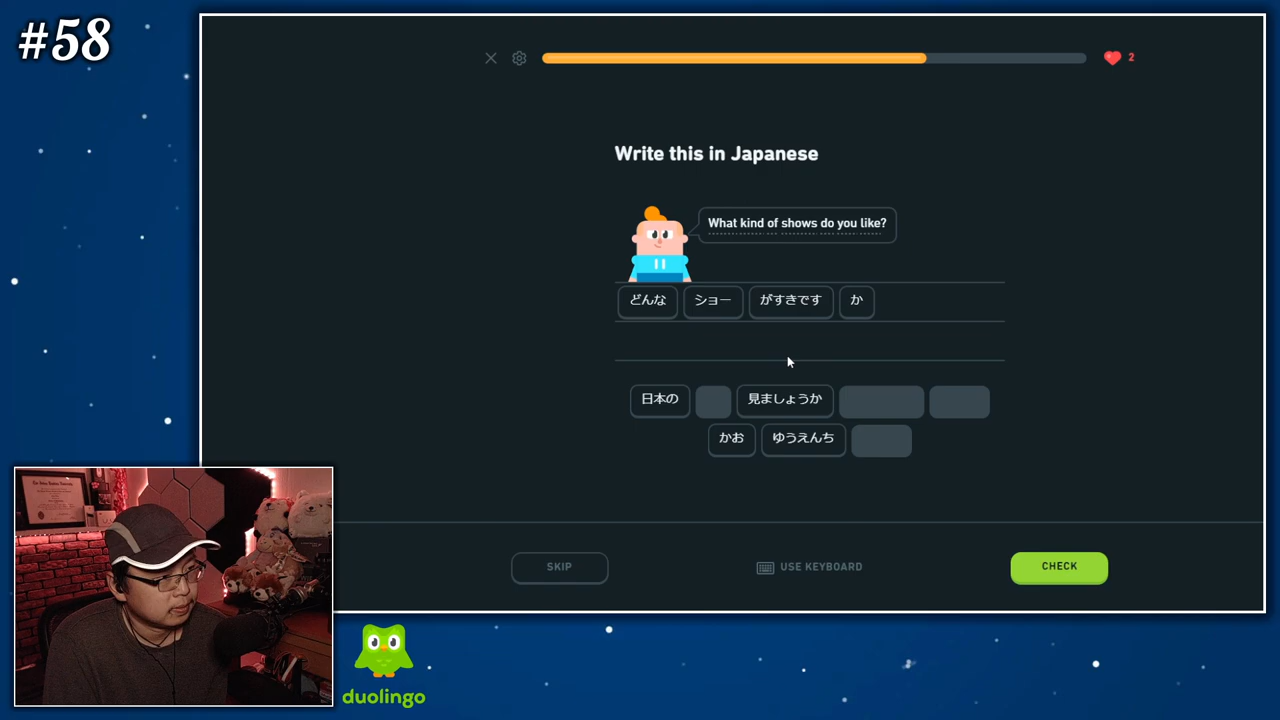 #58
2
Write this in Japanese
What kind of shows do you like?
どんな ショー がすきです か
日本の 見ましょうか
かお ゆうえんち
SKIP USE KEYBOARD CHECK
duolingo